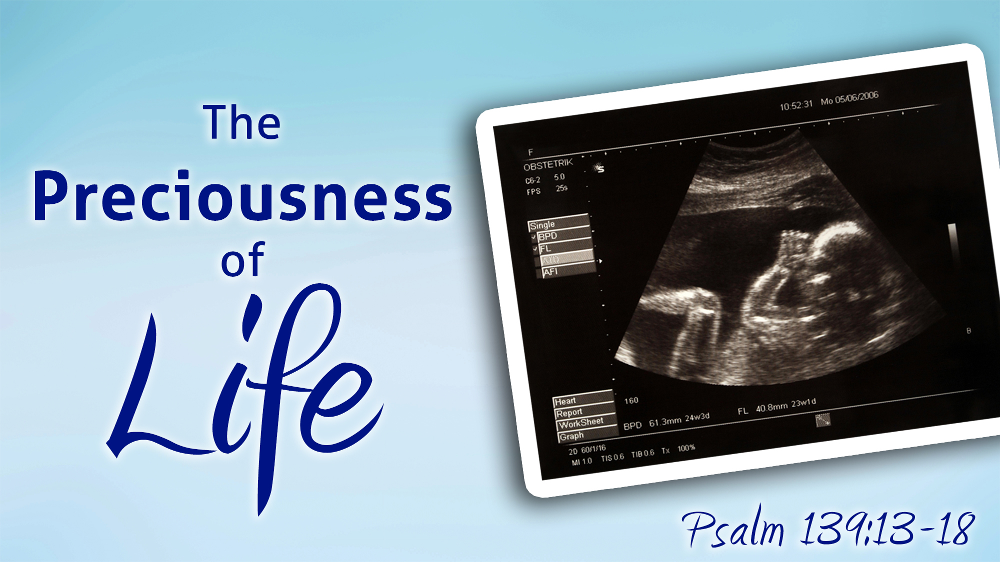 The
Preciousness
of
Life
10:52:31 Mo 05/06/2006
F
OBSTETRIK
C6-2 5.0
FPS 25s
S
Single
BPD
FL
AFI
B
Heart 160
Report
WorkSheet
Graph
BPD 61.3mm 24w3d FL 40.8mm 23w1d
2D 60/1/16
MI 1.0 TIS 0.6 TIB 0.6 Tx 100%
Psalm 139:13-18